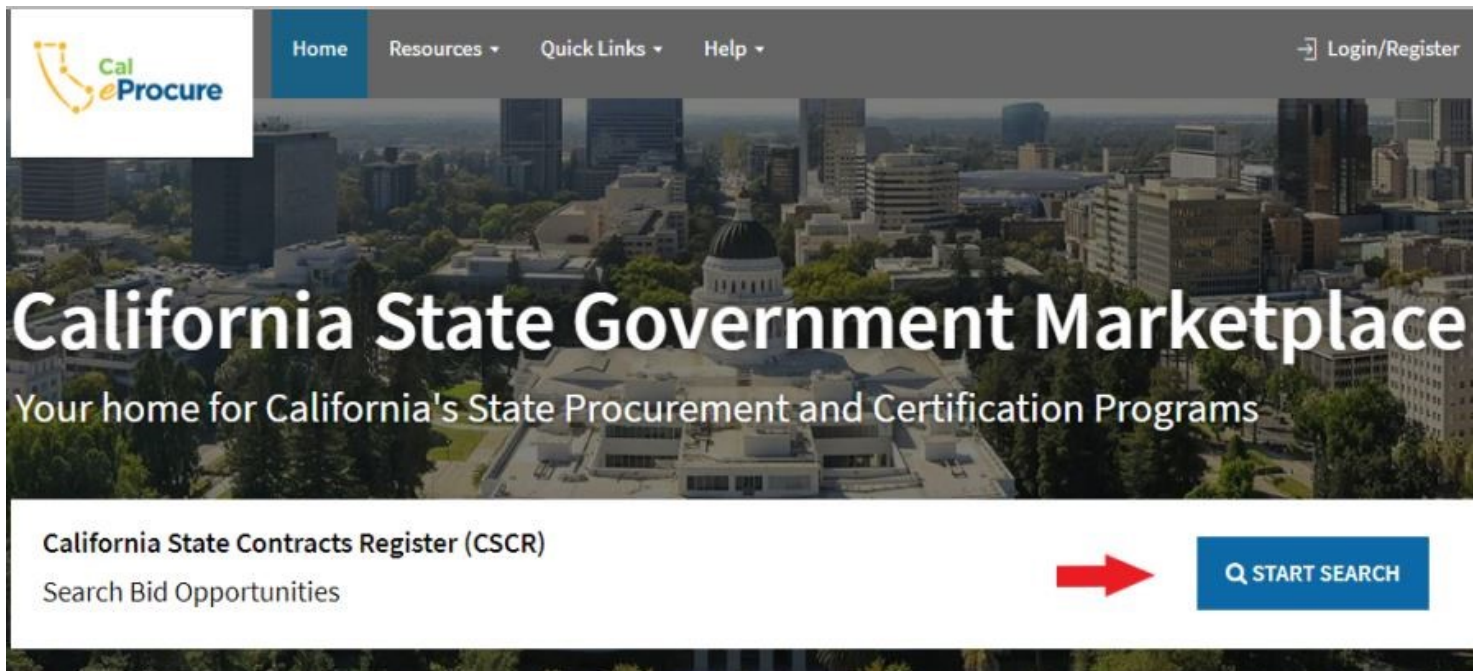 Cal
eProcure
Home
Resources
Quick Links
Help
Login/Register
California State Government Marketplace
Your home for California's State Procurement and Certification Programs
California State Contracts Register (CSCR)
Search Bid Opportunities
START SEARCH